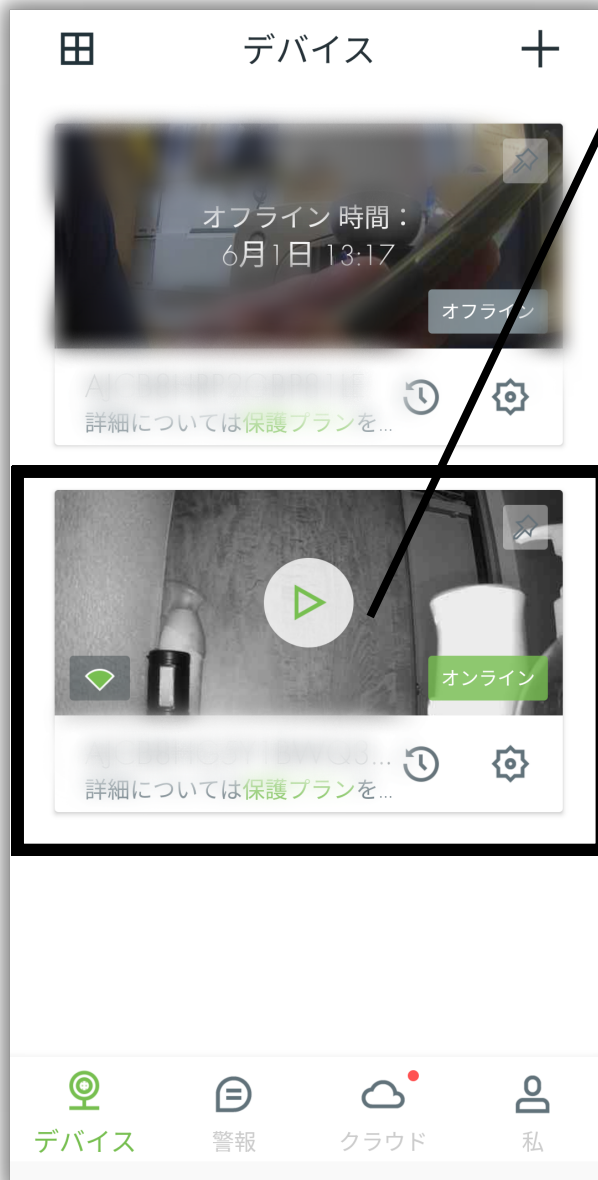 デバイス
オフライン 時間：
6月1日 13:17
オフライン
詳細については保護プランを...
オンライン
詳細については保護プランを...
デバイス
警報
クラウド
私